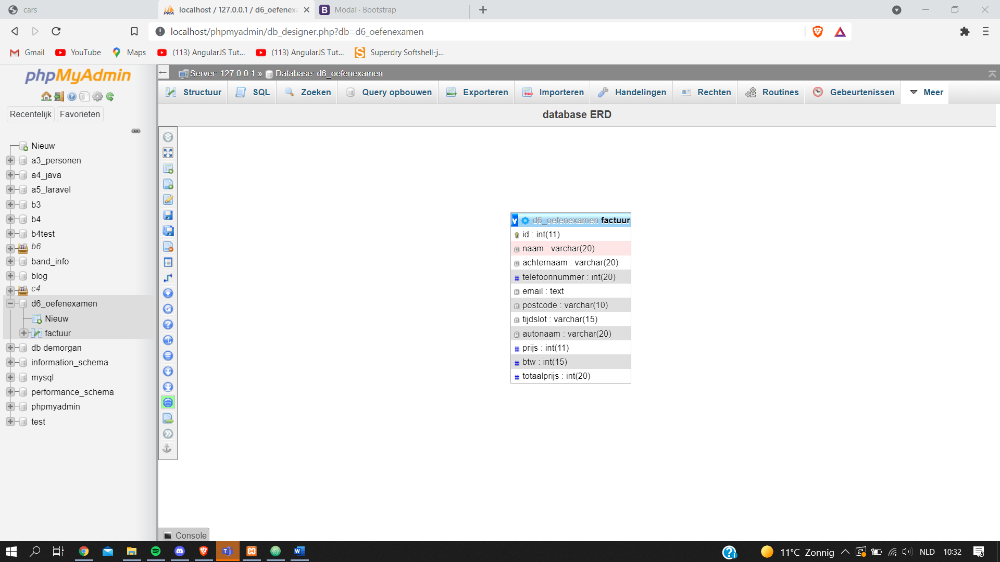 cars
localhost / 127.0.0.1 / d6_oefenexa
Modal · Bootstrap
localhost/phpmyadmin/db_designer.php?db=d6_oefenexamen
Gmail
YouTube
Maps
(113) AngularJS Tut...
(113) AngularJS Tut...
Superdry Softshell-j...
phpMyAdmin
Recentelijk
Favorieten
Nieuw
a3_personen
a4_java
a5_laravel
b3
b4
b4test
b6
band_info
blog
c4
d6_oefenexamen
Nieuw
factuur
db demorgan
information_schema
mysql
performance_schema
phpmyadmin
test
Server: 127.0.0.1 » Database: d6_oefenexamen
Structuur
SQL
Zoeken
Query opbouwen
Exporteren
Importeren
Handelingen
Rechten
Routines
Gebeurtenissen
Meer
database ERD
v d6_oefenexamen factuur
id : int(11)
naam : varchar(20)
achternaam : varchar(20)
# telefoonnummer : int(20)
email : text
postcode : varchar(10)
tijdslot : varchar(15)
autonaam : varchar(20)
# prijs : int(11)
# btw : int(15)
# totaalprijs : int(20)
Console
11°C Zonnig
NLD
10:32